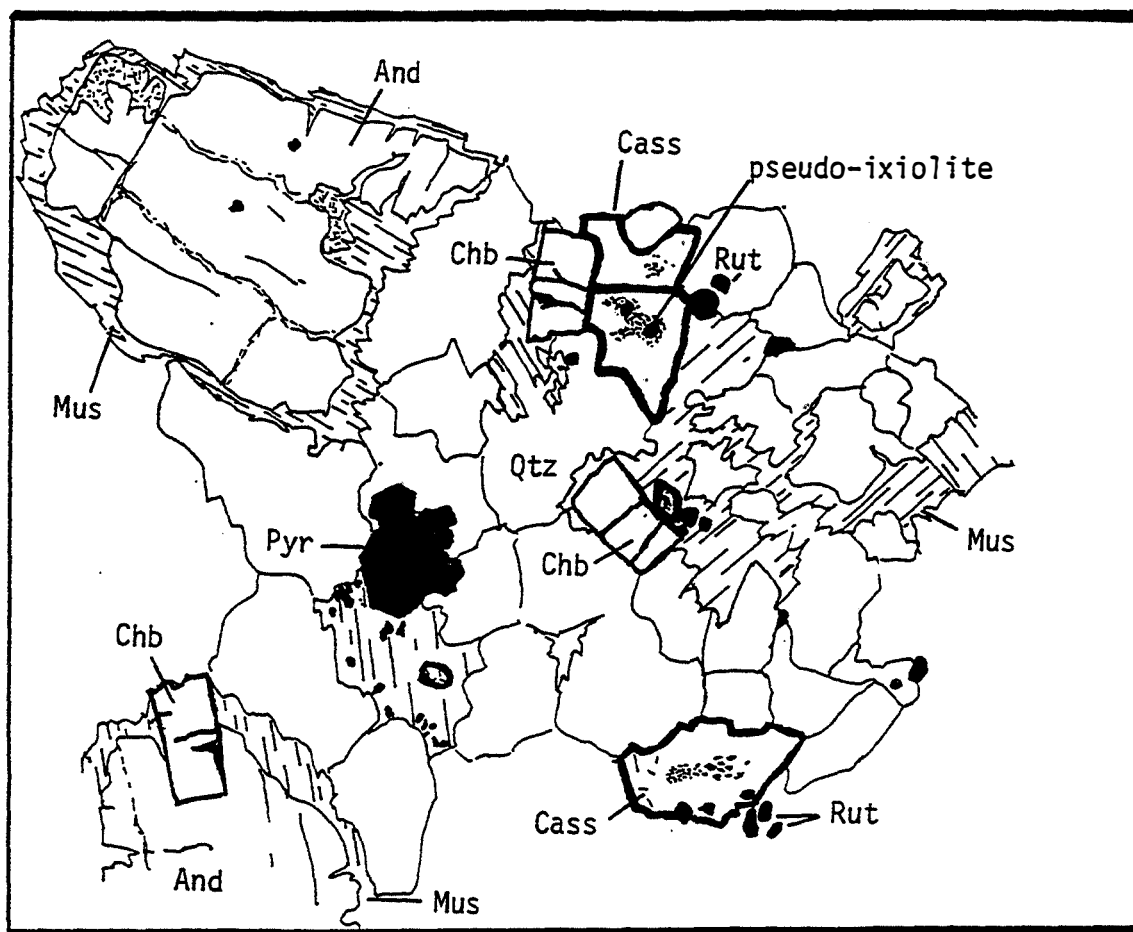 And
Cass
pseudo-ixiolite
Chb
Rut
Mus
Qtz
Pyr
Chb
Mus
Chb
Cass
Rut
And
Mus